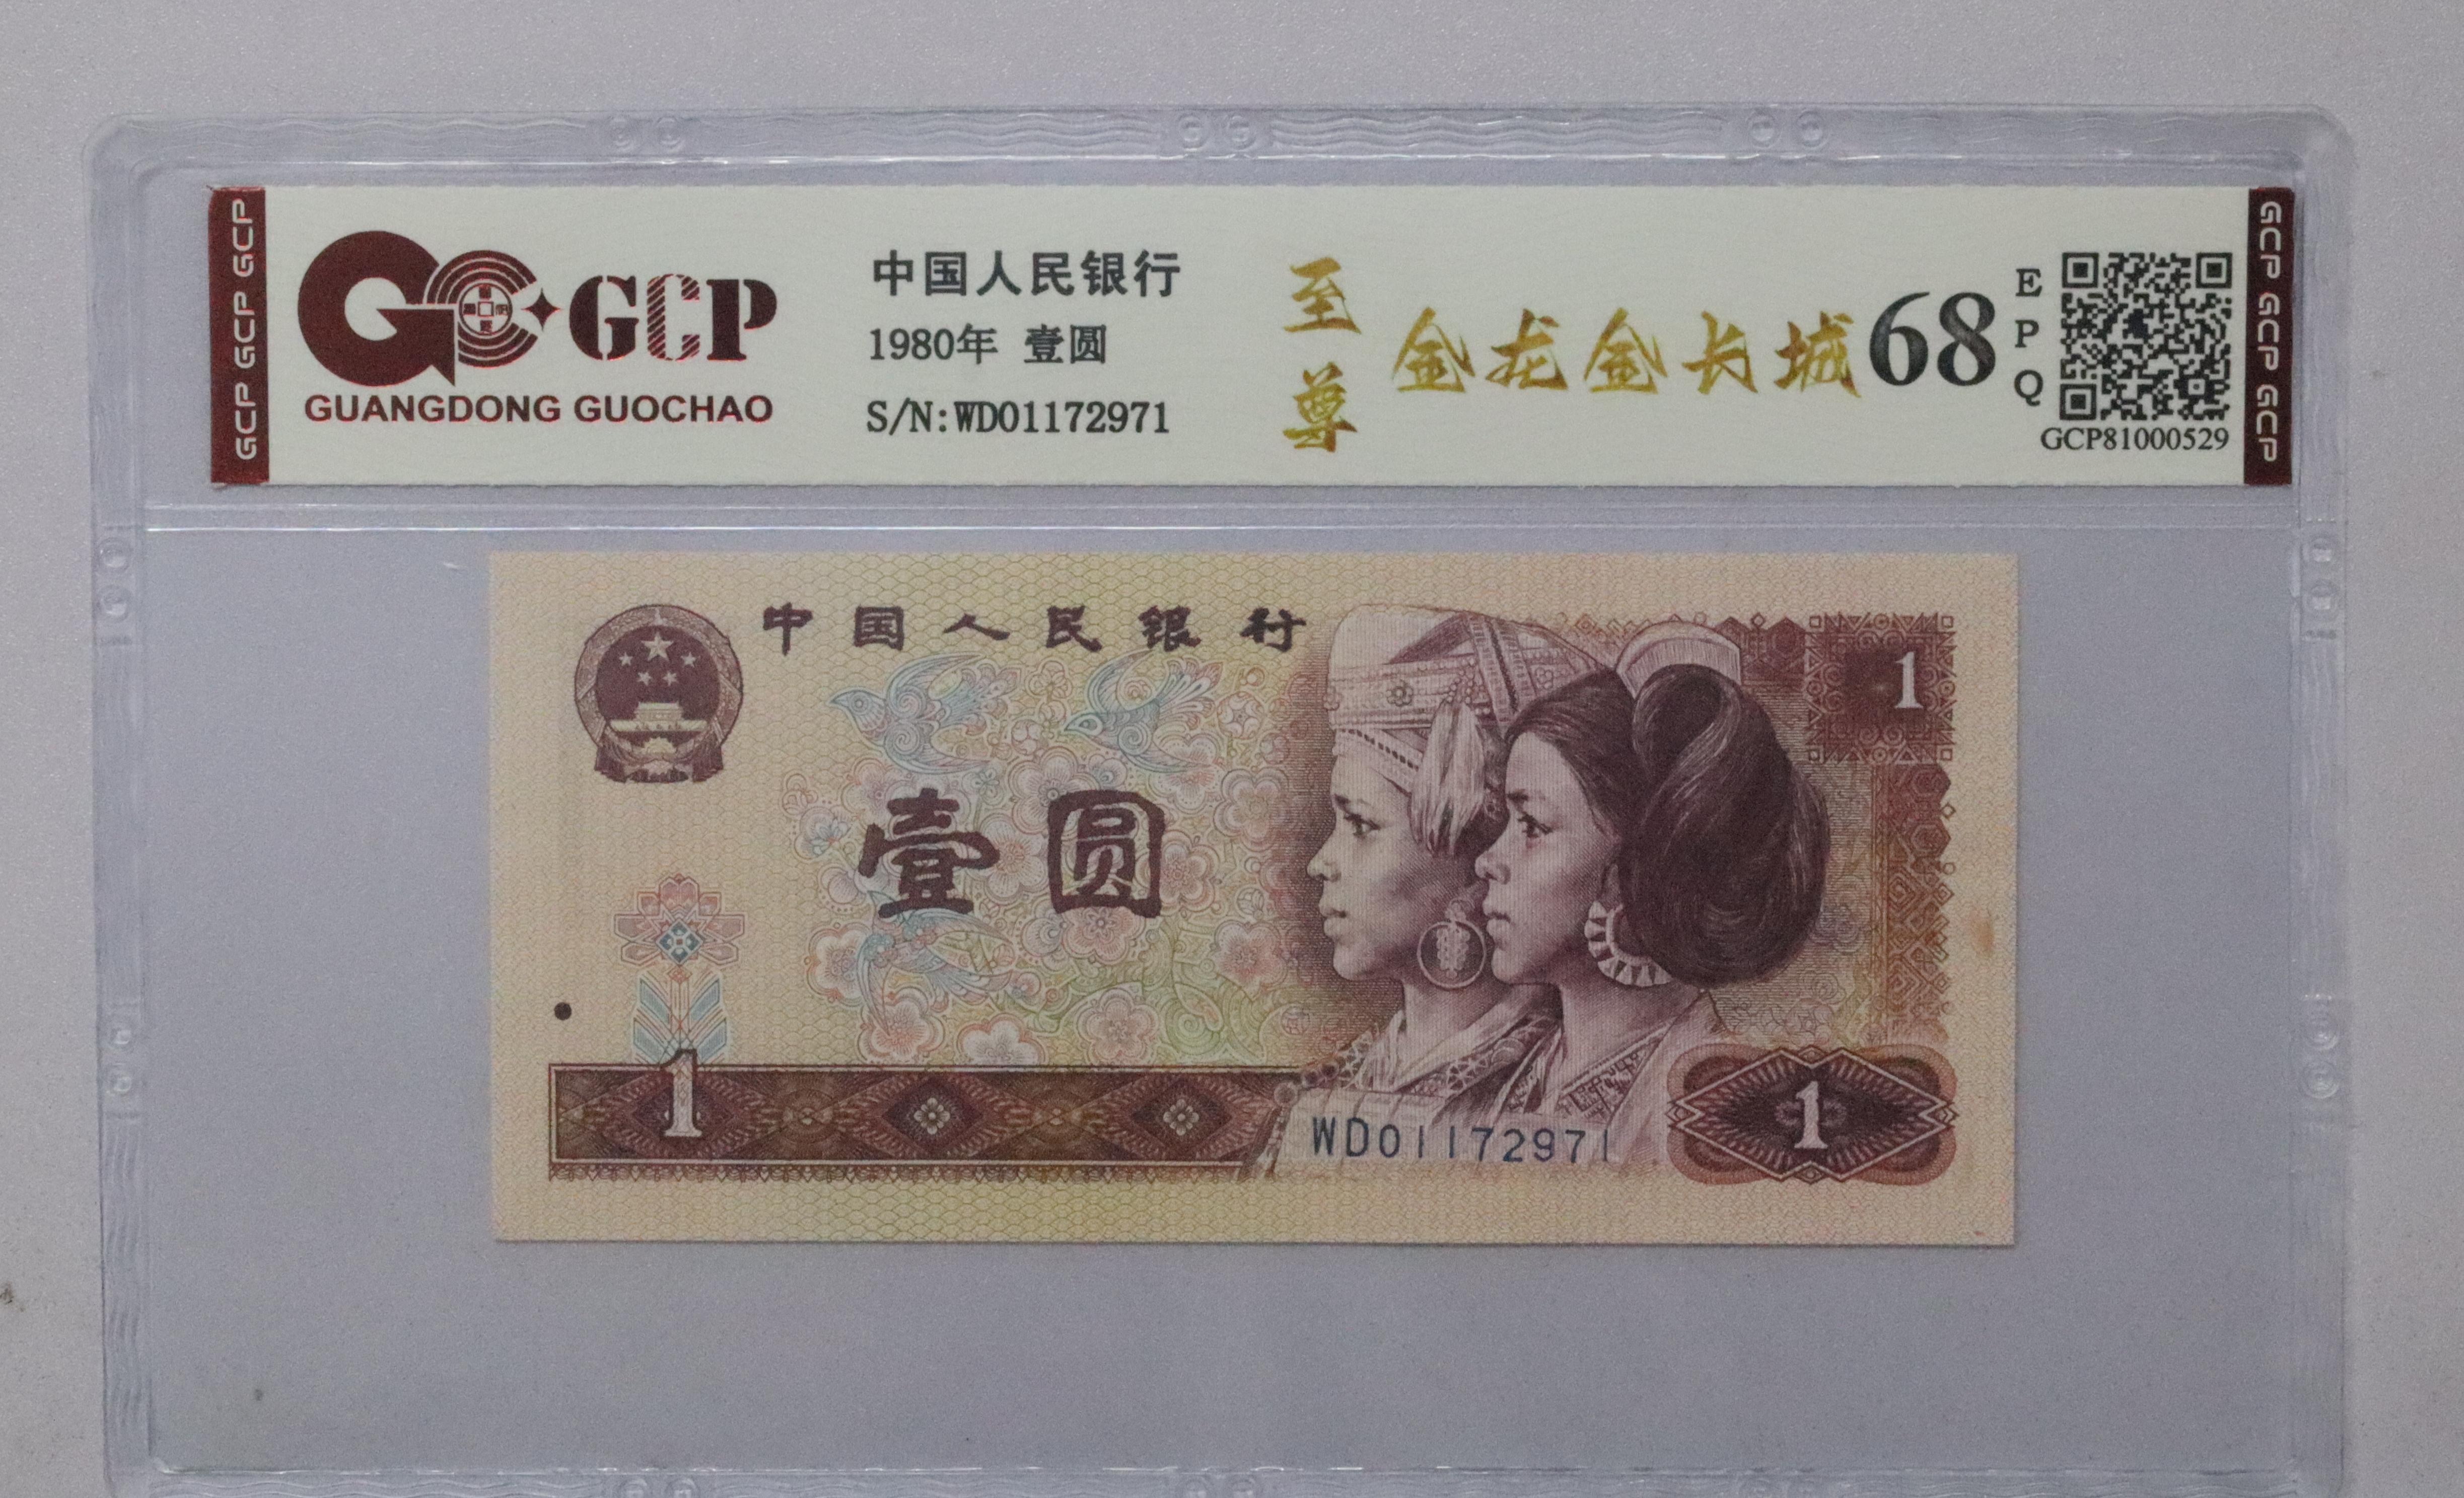 GCP GCP GCP
GCP
GUANGDONG GUOCHAO
中国人民银行
1980年 壹圆
S/N:WD01172971
至尊
金龙金长城
68
EPQ
GCP81000529
GCP GCP GCP
中国人民银行
1
壹圆
1
WD01172971
1